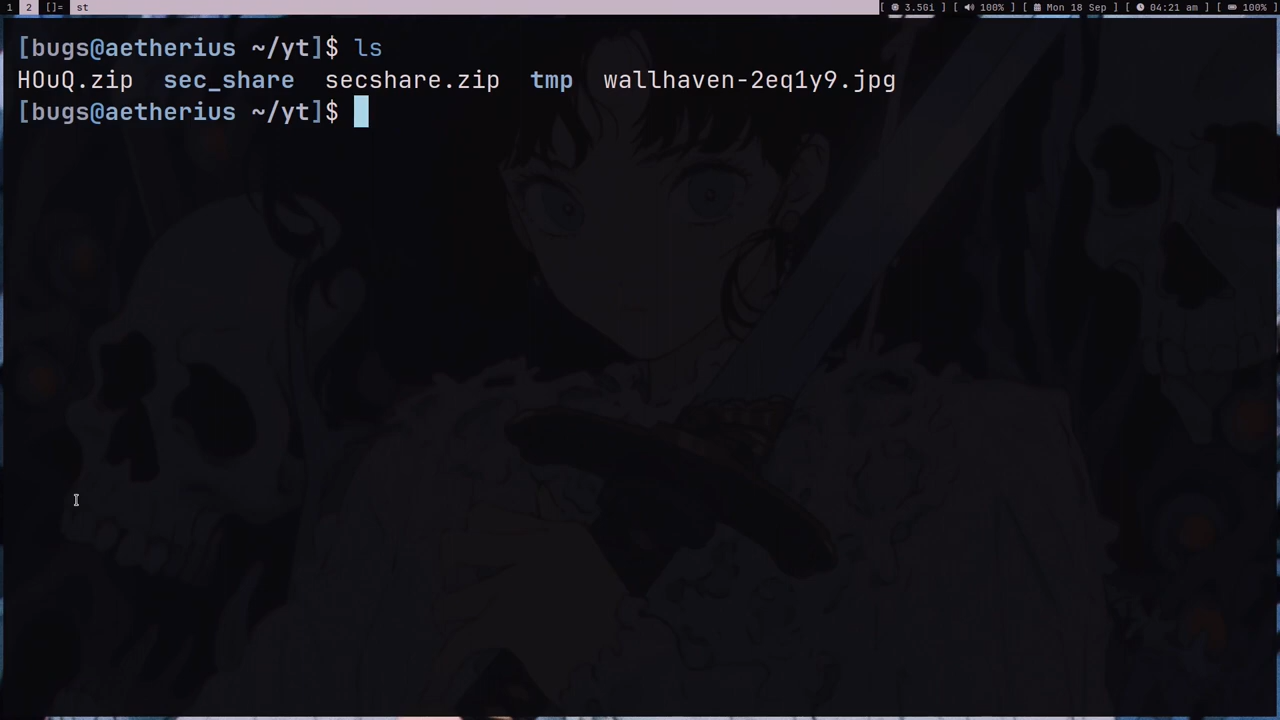 1 2 []= st [ 3.5Gi ] [ 100% ] [ Mon 18 Sep ] [ 04:21 am ] [ 100% ]
[bugs@aetherius ~/yt]$ ls
HOuQ.zip sec_share secshare.zip tmp wallhaven-2eq1y9.jpg
[bugs@aetherius ~/yt]$